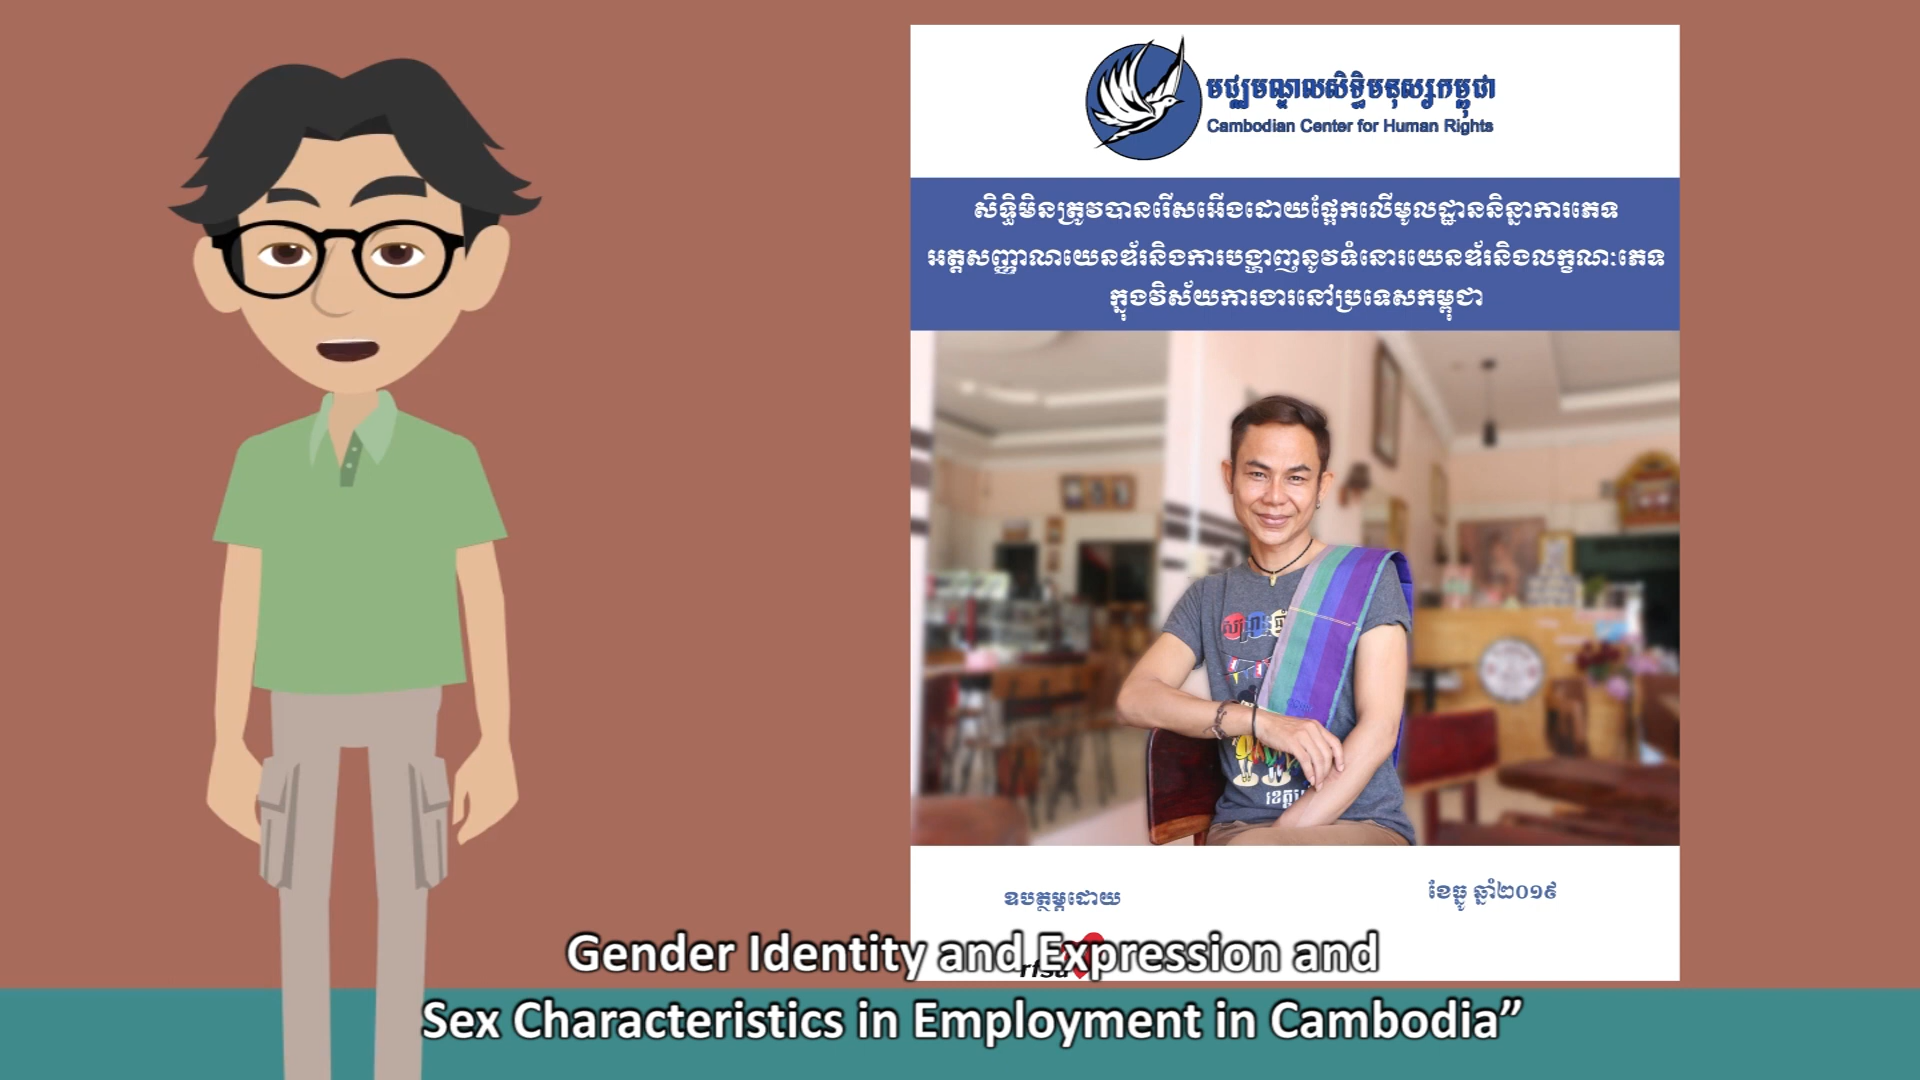 មជ្ឈមណ្ឌលសិទ្ធិមនុស្សកម្ពុជា
Cambodian Center for Human Rights
សិទ្ធិមិនត្រូវបានរើសអើងដោយផ្អែកលើមូលដ្ឋាននិន្នាការភេទ
អត្តសញ្ញាណយេនឌ័រនិងការបង្ហាញនូវទំនោរយេនឌ័រនិងលក្ខណៈភេទ
ក្នុងវិស័យការងារនៅប្រទេសកម្ពុជា
ឧបត្ថម្ភដោយ
ខែធ្នូ ឆ្នាំ២០១៩
rfsu
Gender Identity and Expression and
Sex Characteristics in Employment in Cambodia”